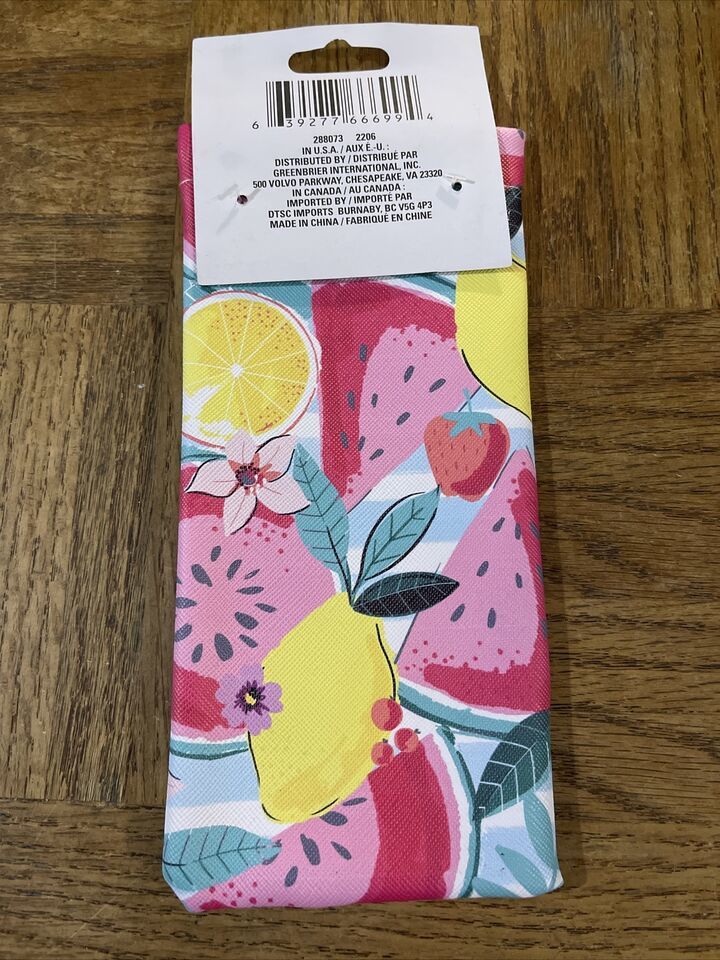 6 39277 66699 4
288073 2206
IN U.S.A. / AUX É.-U. :
DISTRIBUTED BY / DISTRIBUÉ PAR
GREENBRIER INTERNATIONAL, INC.
500 VOLVO PARKWAY, CHESAPEAKE, VA 23320
IN CANADA / AU CANADA :
IMPORTED BY / IMPORTÉ PAR
DTSC IMPORTS BURNABY, BC V5G 4P3
MADE IN CHINA / FABRIQUÉ EN CHINE